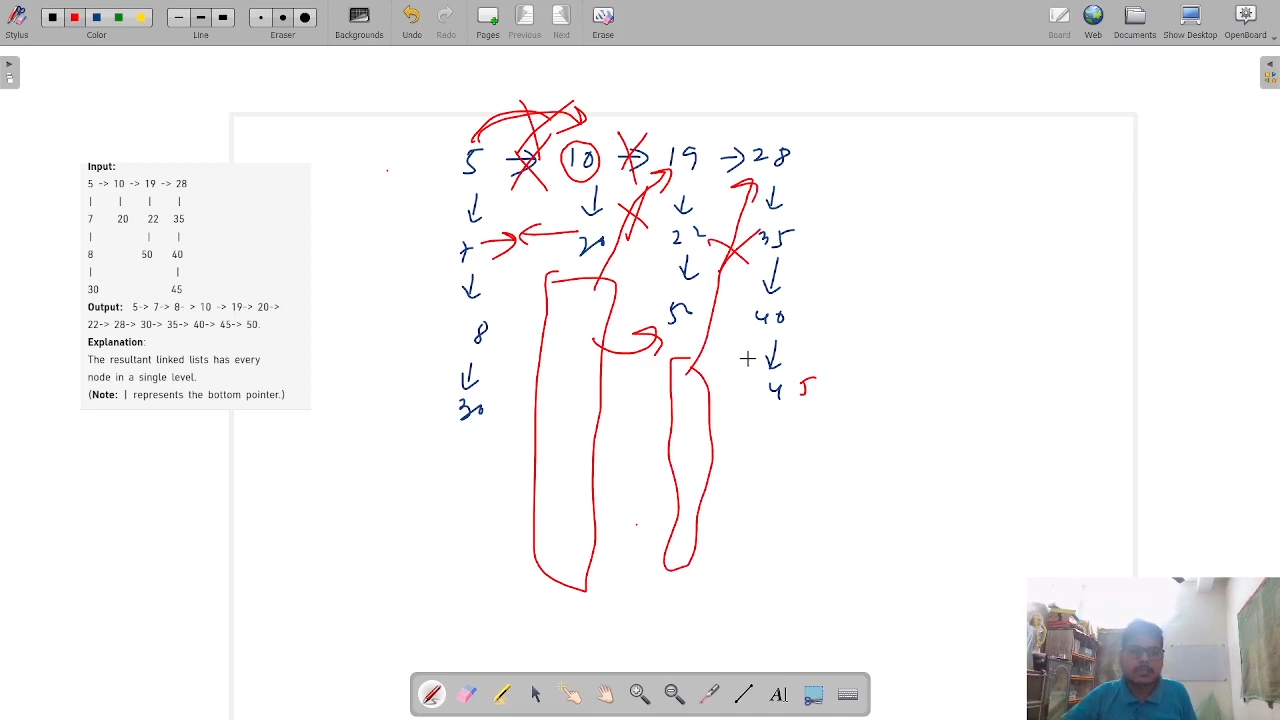 Stylus Color Line Eraser Backgrounds Undo Redo Pages Previous Next Erase Board Web Documents Show Desktop OpenBoard
Input:
5 -> 10 -> 19 -> 28
| | | |
7 20 22 35
| | |
8 50 40
| |
30 45
Output: 5-> 7-> 8- > 10 -> 19-> 20->
22-> 28-> 30-> 35-> 40-> 45-> 50.
Explanation:
The resultant linked lists has every
node in a single level.
(Note: | represents the bottom pointer.)
5 → 10 → 19 → 28
↓ ↓ ↓ ↓
7 20 22 35
↓ ↓ ↓
8 50 40
↓ ↓
30 45
AI